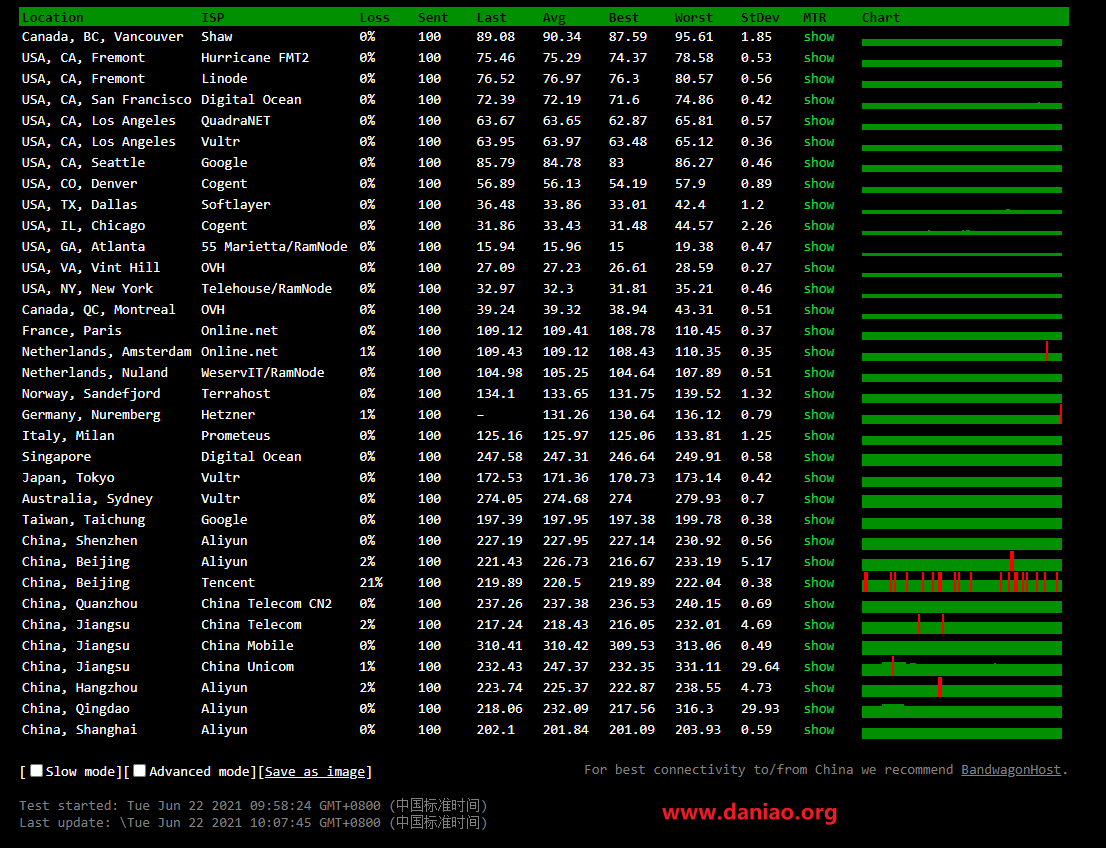 Location ISP Loss Sent Last Avg Best Worst StDev MTR Chart
Canada, BC, Vancouver Shaw 0% 100 89.08 90.34 87.59 95.61 1.85 show
USA, CA, Fremont Hurricane FMT2 0% 100 75.46 75.29 74.37 78.58 0.53 show
USA, CA, Fremont Linode 0% 100 76.52 76.97 76.3 80.57 0.56 show
USA, CA, San Francisco Digital Ocean 0% 100 72.39 72.19 71.6 74.86 0.42 show
USA, CA, Los Angeles QuadraNET 0% 100 63.67 63.65 62.87 65.81 0.57 show
USA, CA, Los Angeles Vultr 0% 100 63.95 63.97 63.48 65.12 0.36 show
USA, CA, Seattle Google 0% 100 85.79 84.78 83 86.27 0.46 show
USA, CO, Denver Cogent 0% 100 56.89 56.13 54.19 57.9 0.89 show
USA, TX, Dallas Softlayer 0% 100 36.48 33.86 33.01 42.4 1.2 show
USA, IL, Chicago Cogent 0% 100 31.86 33.43 31.48 44.57 2.26 show
USA, GA, Atlanta 55 Marietta/RamNode 0% 100 15.94 15.96 15 19.38 0.47 show
USA, VA, Vint Hill OVH 0% 100 27.09 27.23 26.61 28.59 0.27 show
USA, NY, New York Telehouse/RamNode 0% 100 32.97 32.3 31.81 35.21 0.46 show
Canada, QC, Montreal OVH 0% 100 39.24 39.32 38.94 43.31 0.51 show
France, Paris Online.net 0% 100 109.12 109.41 108.78 110.45 0.37 show
Netherlands, Amsterdam Online.net 1% 100 109.43 109.12 108.43 110.35 0.35 show
Netherlands, Nuland WeservIT/RamNode 0% 100 104.98 105.25 104.64 107.89 0.51 show
Norway, Sandefjord Terrahost 0% 100 134.1 133.65 131.75 139.52 1.32 show
Germany, Nuremberg Hetzner 1% 100 – 131.26 130.64 136.12 0.79 show
Italy, Milan Prometeus 0% 100 125.16 125.97 125.06 133.81 1.25 show
Singapore Digital Ocean 0% 100 247.58 247.31 246.64 249.91 0.58 show
Japan, Tokyo Vultr 0% 100 172.53 171.36 170.73 173.14 0.42 show
Australia, Sydney Vultr 0% 100 274.05 274.68 274 279.93 0.7 show
Taiwan, Taichung Google 0% 100 197.39 197.95 197.38 199.78 0.38 show
China, Shenzhen Aliyun 0% 100 227.19 227.95 227.14 230.92 0.56 show
China, Beijing Aliyun 2% 100 221.43 226.73 216.67 233.19 5.17 show
China, Beijing Tencent 21% 100 219.89 220.5 219.89 222.04 0.38 show
China, Quanzhou China Telecom CN2 0% 100 237.26 237.38 236.53 240.15 0.69 show
China, Jiangsu China Telecom 2% 100 217.24 218.43 216.05 232.01 4.69 show
China, Jiangsu China Mobile 0% 100 310.41 310.42 309.53 313.06 0.49 show
China, Jiangsu China Unicom 1% 100 232.43 247.37 232.35 331.11 29.64 show
China, Hangzhou Aliyun 2% 100 223.74 225.37 222.87 238.55 4.73 show
China, Qingdao Aliyun 0% 100 218.06 232.09 217.56 316.3 29.93 show
China, Shanghai Aliyun 0% 100 202.1 201.84 201.09 203.93 0.59 show
[Slow mode][Advanced mode][Save as image] For best connectivity to/from China we recommend BandwagonHost.
Test started: Tue Jun 22 2021 09:58:24 GMT+0800 (中国标准时间)
Last update: \Tue Jun 22 2021 10:07:45 GMT+0800 (中国标准时间)
www.daniao.org